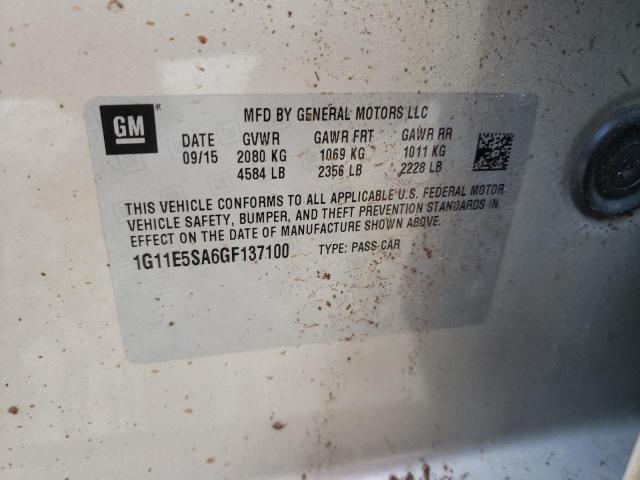 GM ®
MFD BY GENERAL MOTORS LLC
DATE GVWR GAWR FRT GAWR RR
09/15 2080 KG 1069 KG 1011 KG
4584 LB 2356 LB 2228 LB
THIS VEHICLE CONFORMS TO ALL APPLICABLE U.S. FEDERAL MOTOR
VEHICLE SAFETY, BUMPER, AND THEFT PREVENTION STANDARDS IN
EFFECT ON THE DATE OF MANUFACTURE SHOWN ABOVE.
1G11E5SA6GF137100 TYPE: PASS-CAR